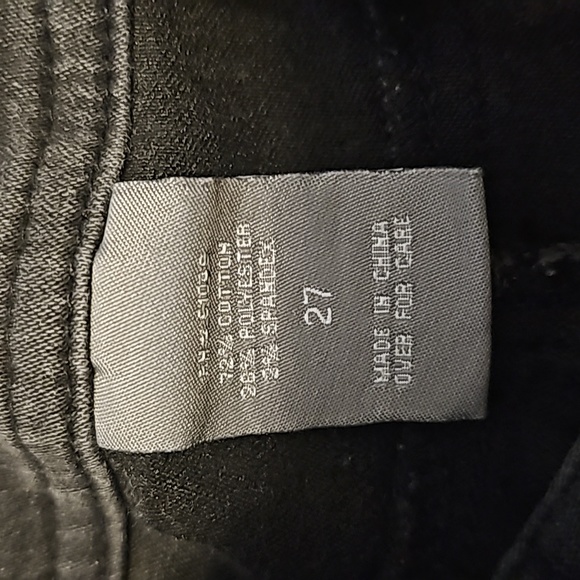 72% COTTON
26% POLYESTER
2% SPANDEX
27
MADE IN CHINA
OVER FOR CARE